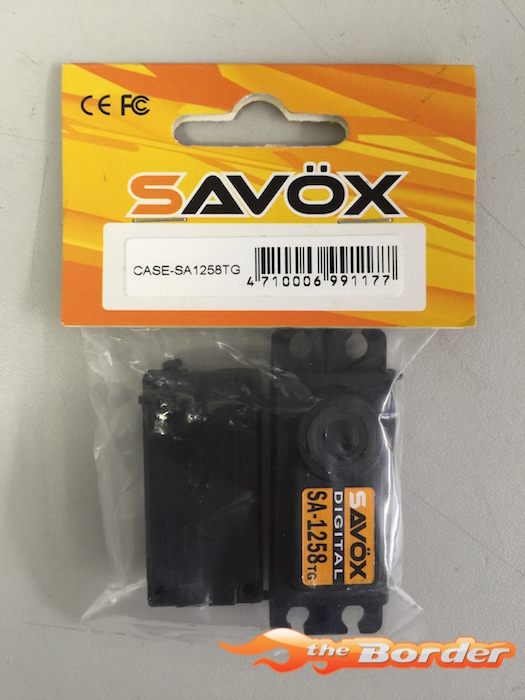 CE FC
SAVÖX
CASE-SA1258TG
4 710006 991177
SAVÖX
DIGITAL
SA-1258TG
the Border